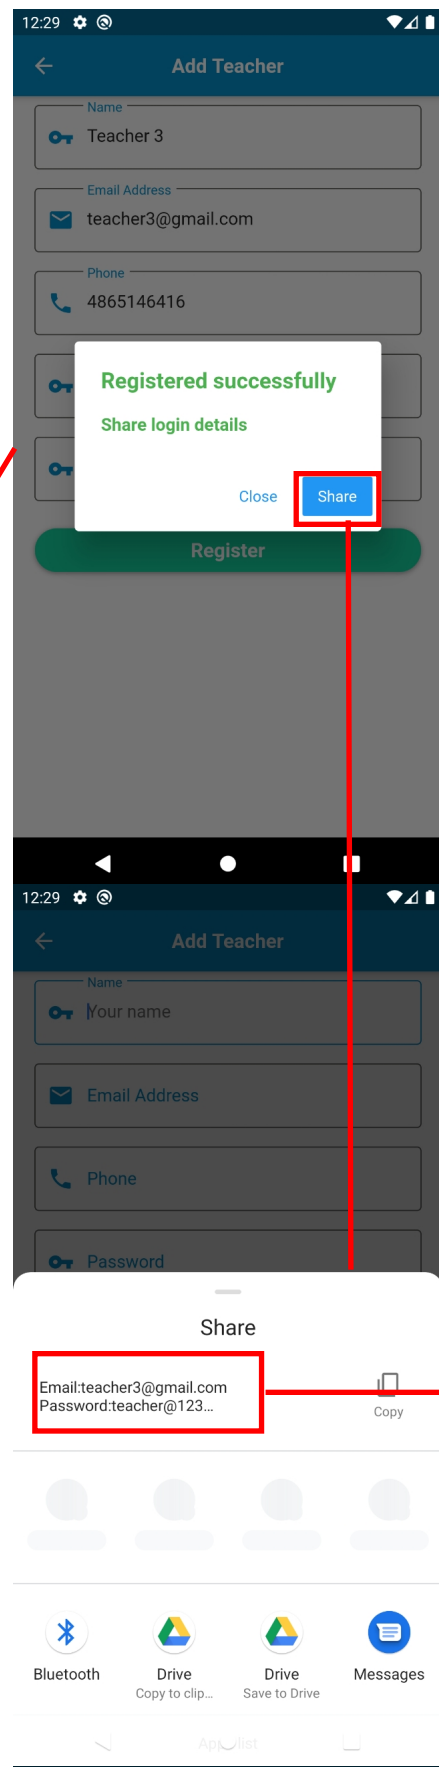 12:29
Add Teacher
Name
Teacher 3
Email Address
teacher3@gmail.com
Phone
4865146416
Registered successfully
Share login details
Close Share
Register
12:29
Add Teacher
Name
Your name
Email Address
Phone
Password
Share
Email:teacher3@gmail.com
Password:teacher@123...
Copy
Bluetooth Drive Drive Messages
Copy to clip... Save to Drive